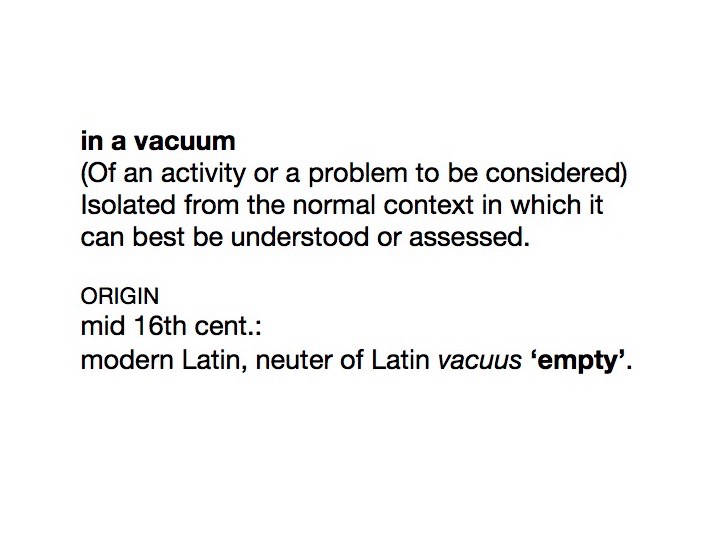 in a vacuum
(Of an activity or a problem to be considered)
Isolated from the normal context in which it
can best be understood or assessed.
ORIGIN
mid 16th cent.:
modern Latin, neuter of Latin vacuus ‘empty’.